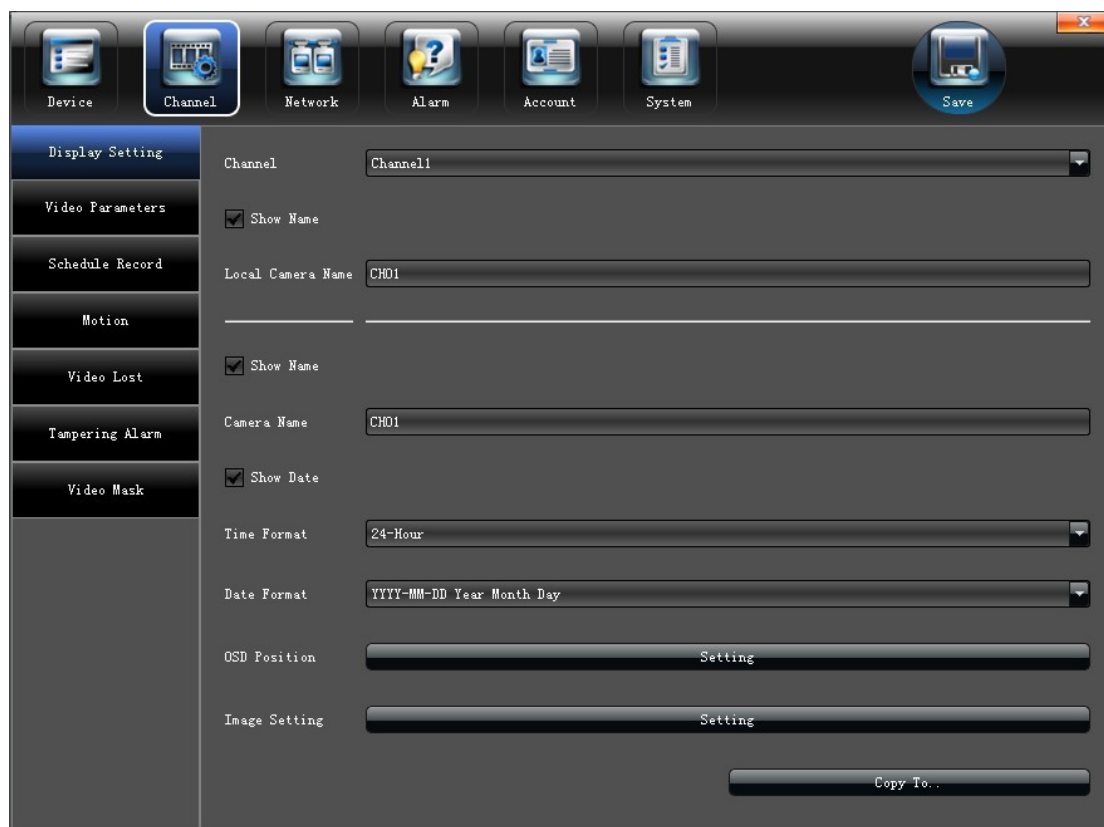 Device Channel Network Alarm Account System Save
Display Setting
Channel Channel1
Video Parameters
Show Name
Schedule Record
Local Camera Name CH01
Motion
Show Name
Video Lost
Camera Name CH01
Tampering Alarm
Show Date
Video Mask
Time Format 24-Hour
Date Format YYYY-MM-DD Year Month Day
OSD Position Setting
Image Setting Setting
Copy To..